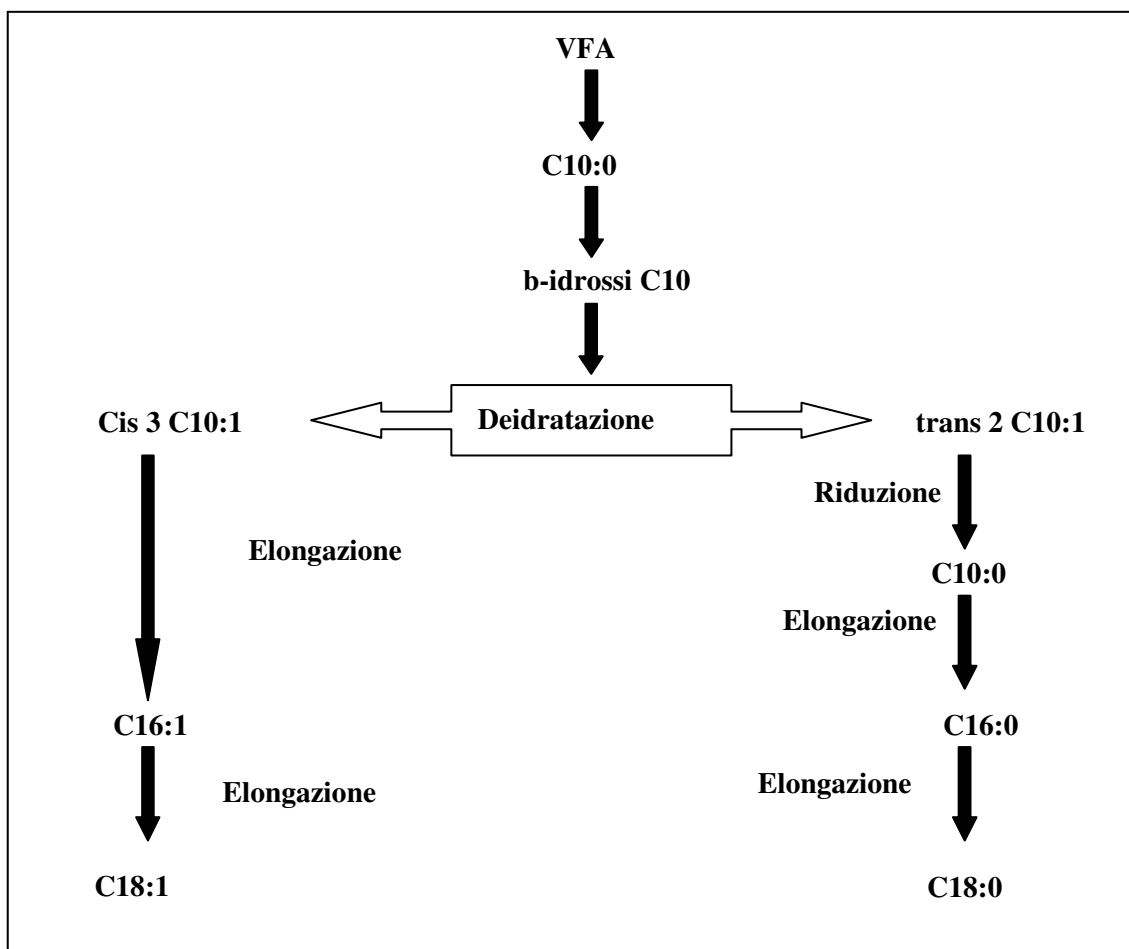 VFA
C10:0
b-idrossi C10
Deidratazione
Cis 3 C10:1
trans 2 C10:1
Riduzione
Elongazione
C10:0
Elongazione
C16:1
C16:0
Elongazione
Elongazione
C18:1
C18:0